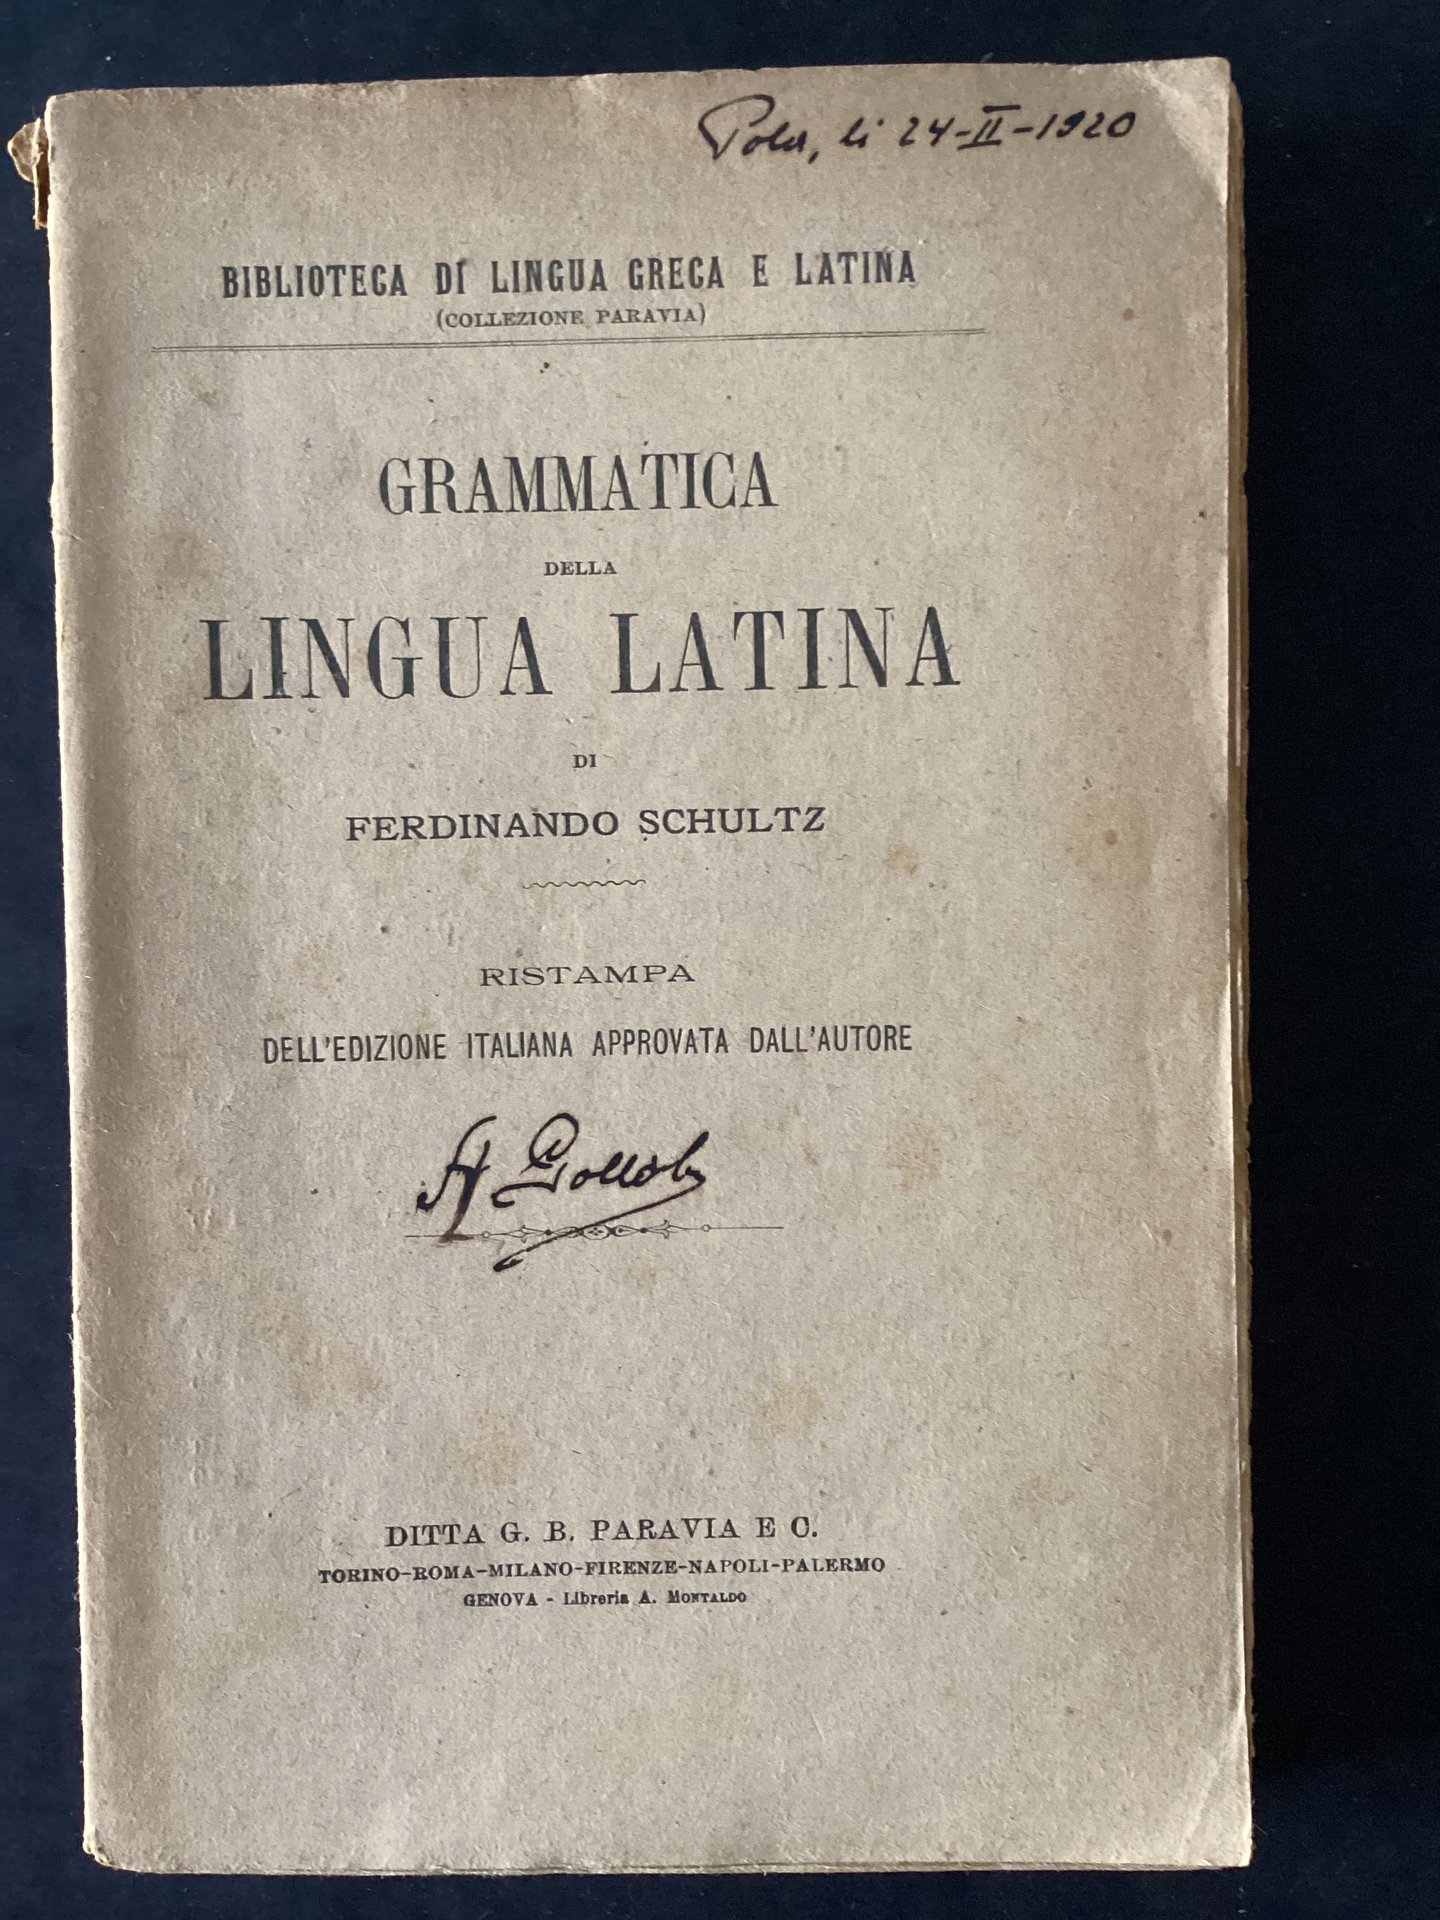 Pola, li 24-II-1920
BIBLIOTECA DI LINGUA GRECA E LATINA
(COLLEZIONE PARAVIA)
GRAMMATICA
DELLA
LINGUA LATINA
DI
FERDINANDO SCHULTZ
RISTAMPA
DELL'EDIZIONE ITALIANA APPROVATA DALL'AUTORE
A Gollob
DITTA G. B. PARAVIA E C.
TORINO-ROMA-MILANO-FIRENZE-NAPOLI-PALERMO
GENOVA - Libreria A. MONTALDO